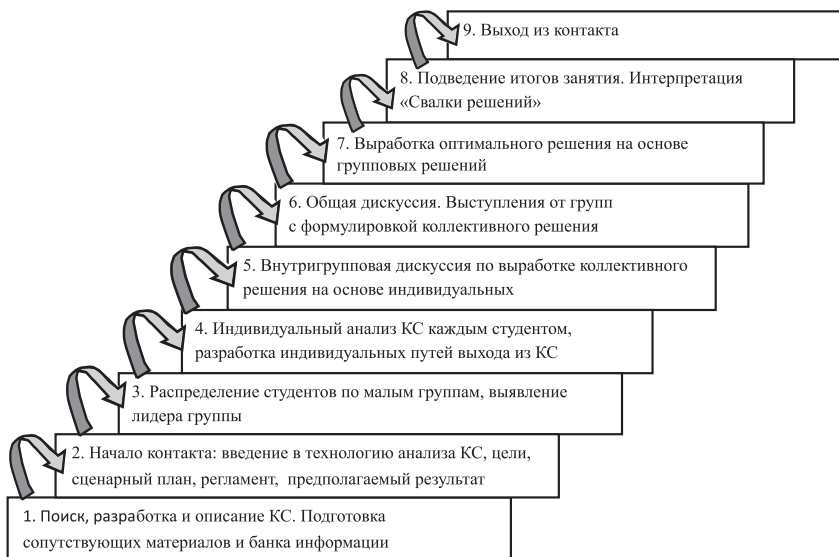 9. Выход из контакта
8. Подведение итогов занятия. Интерпретация
«Свалки решений»
7. Выработка оптимального решения на основе
групповых решений
6. Общая дискуссия. Выступления от групп
с формулировкой коллективного решения
5. Внутригрупповая дискуссия по выработке коллективного
решения на основе индивидуальных
4. Индивидуальный анализ КС каждым студентом,
разработка индивидуальных путей выхода из КС
3. Распределение студентов по малым группам, выявление
лидера группы
2. Начало контакта: введение в технологию анализа КС, цели,
сценарный план, регламент, предполагаемый результат
1. Поиск, разработка и описание КС. Подготовка
сопутствующих материалов и банка информации